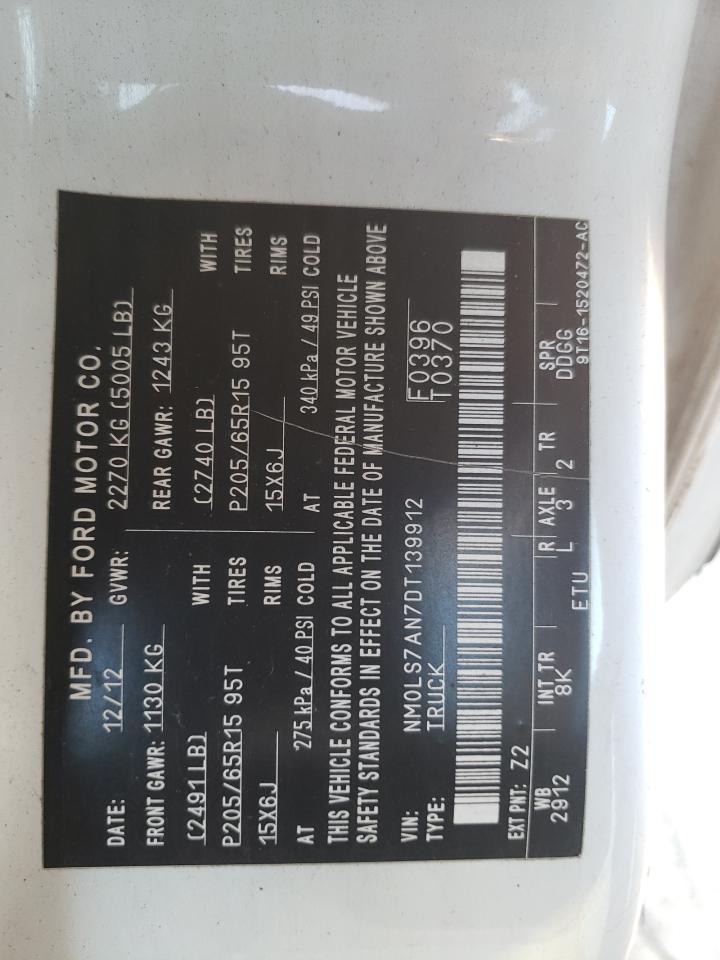 MFD. BY FORD MOTOR CO.
DATE: 12/12 GVWR: 2270 KG (5005 LB)
FRONT GAWR: 1130 KG REAR GAWR: 1243 KG
(2491LB) WITH (2740 LB) WITH
P205/65R15 95T TIRES P205/65R15 95T TIRES
15X6J RIMS 15X6J RIMS
AT 275 kPa / 40 PSI COLD AT 340 kPa / 49 PSI COLD
THIS VEHICLE CONFORMS TO ALL APPLICABLE FEDERAL MOTOR VEHICLE
SAFETY STANDARDS IN EFFECT ON THE DATE OF MANUFACTURE SHOWN ABOVE
VIN: NM0LS7AN7DT139912 F0396
TYPE: TRUCK T0370
EXT PNT: Z2
WB INT TR R AXLE TR SPR
2912 8K L 3 2 DDGG
ETU 9T16-1520472-AC